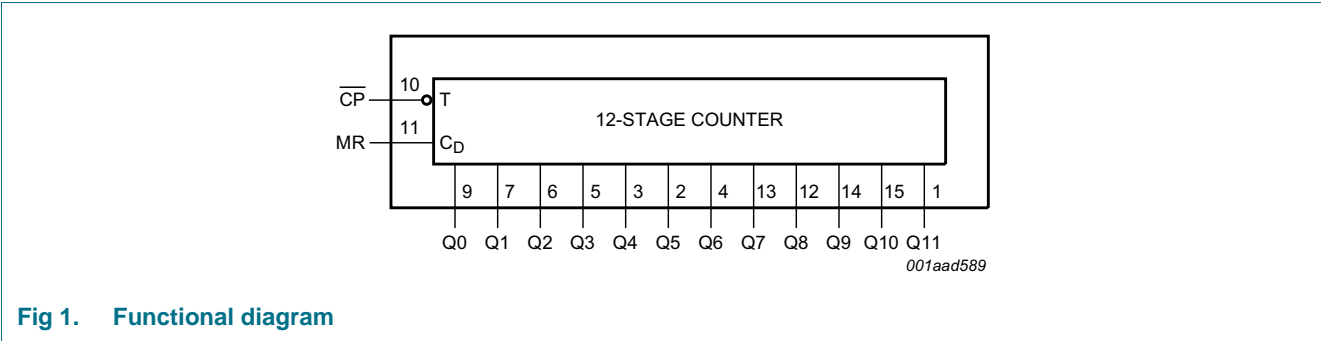 10
CP
T
12-STAGE COUNTER
11
MR
CD
9 7 6 5 3 2 4 13 12 14 15 1
Q0 Q1 Q2 Q3 Q4 Q5 Q6 Q7 Q8 Q9 Q10 Q11
001aad589
Fig 1. Functional diagram